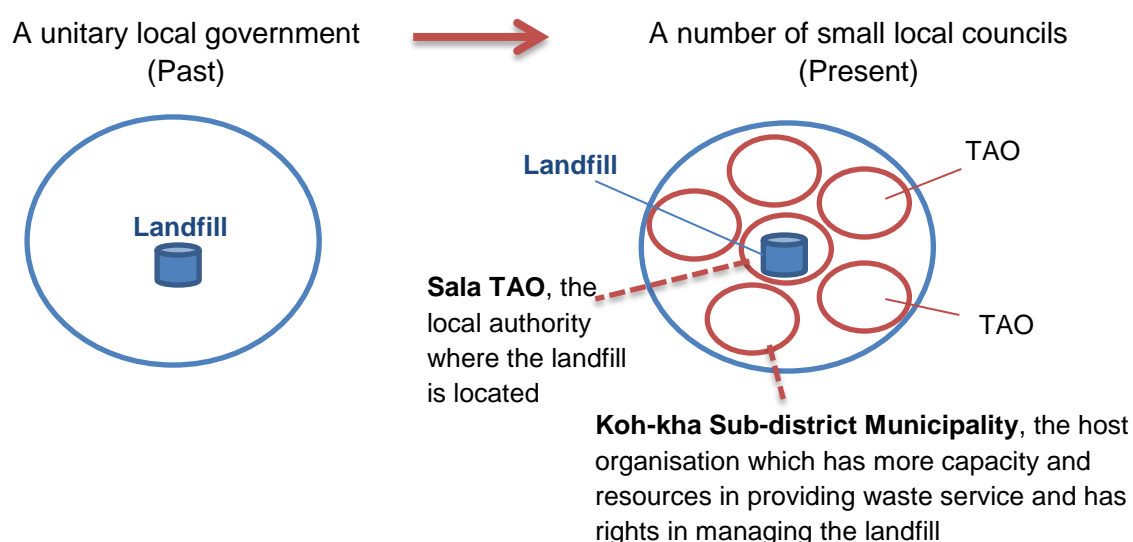 A unitary local government
(Past)
A number of small local councils
(Present)
Landfill
Landfill
TAO
TAO
Sala TAO, the
local authority
where the landfill
is located
Koh-kha Sub-district Municipality, the host
organisation which has more capacity and
resources in providing waste service and has
rights in managing the landfill